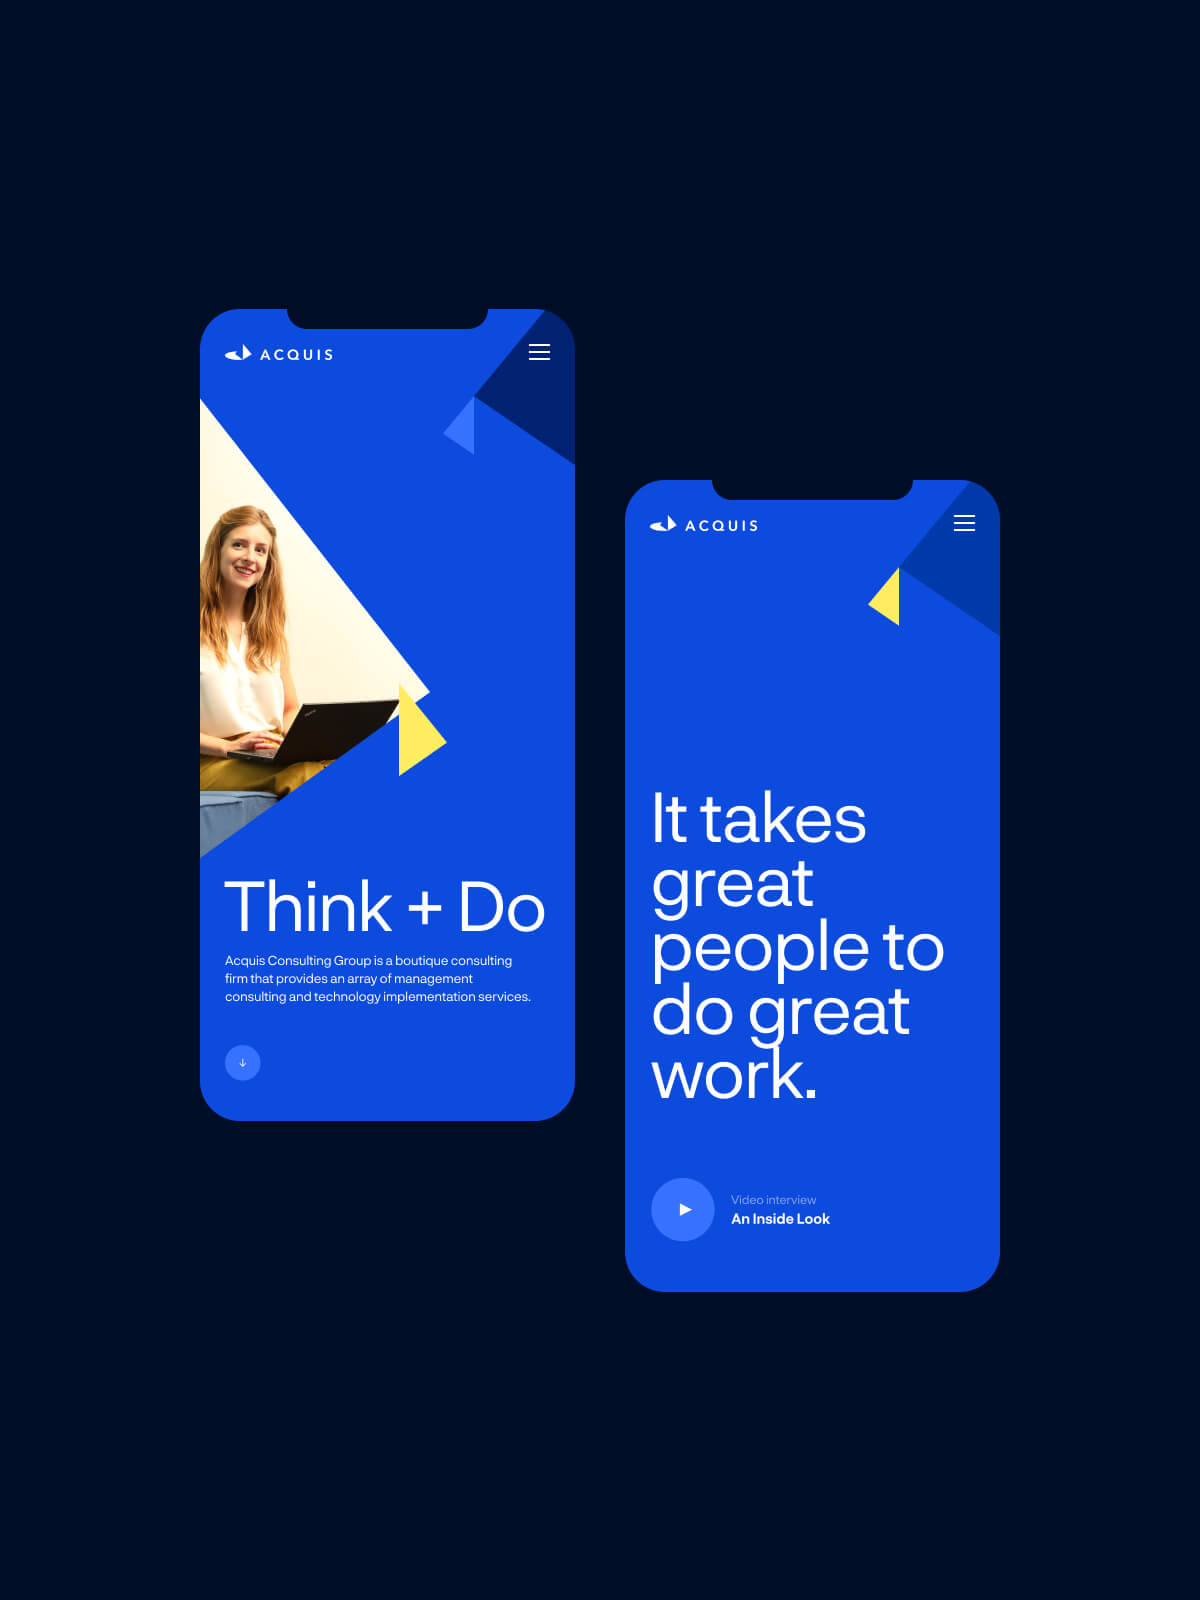 ACQUIS
Think + Do
Acquis Consulting Group is a boutique consulting
firm that provides an array of management
consulting and technology implementation services.
ACQUIS
It takes
great
people to
do great
work.
Video interview
An Inside Look